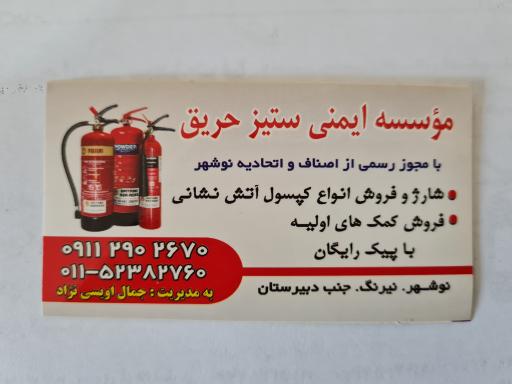 مؤسسه ایمنی ستیز حریق
با مجوز رسمی از اصناف و اتحادیه نوشهر
شارژ و فروش انواع کپسول آتش نشانی
فروش کمک های اولیه
با پیک رایگان
۰۹۱۱ ۲۹۰ ۲۶۷۰
۰۱۱-۵۲۳۸۲۷۶۰
به مدیریت : جمال اویسی نژاد
نوشهر. نیرنگ. جنب دبیرستان
POWDER